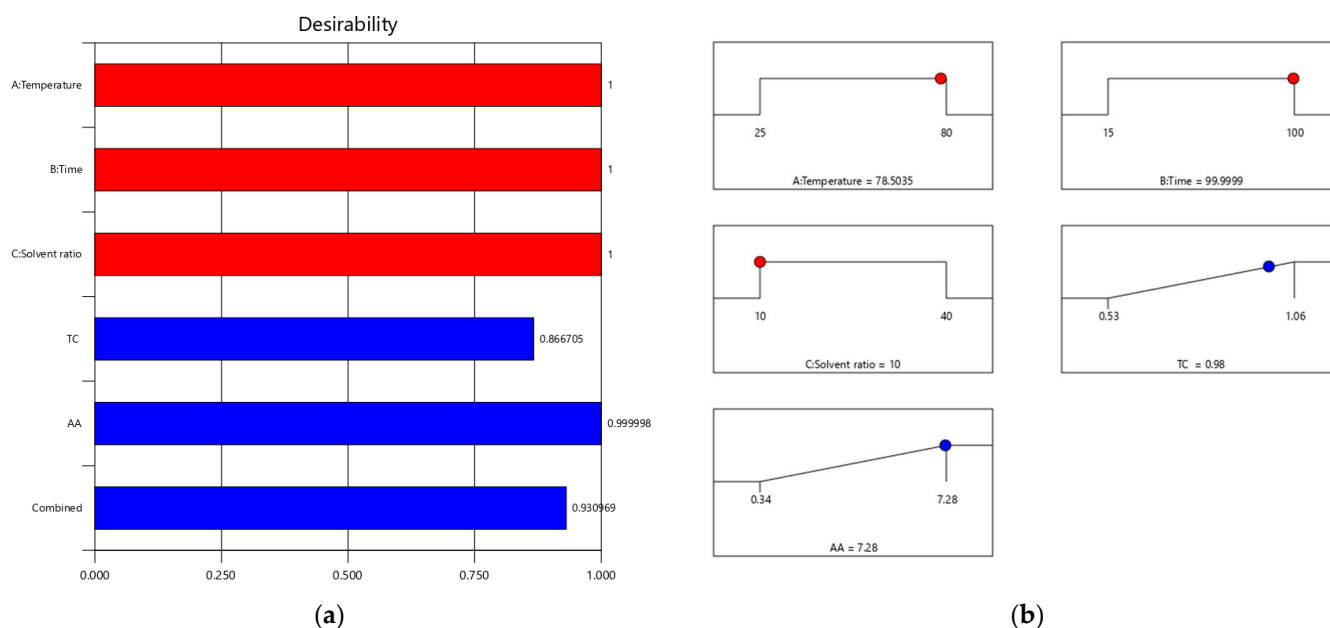 Desirability
A:Temperature
1
B:Time
1
C:Solvent ratio
1
TC
0.866705
AA
0.999998
Combined
0.930969
0.000 0.250 0.500 0.750 1.000
(a)
25 80
A:Temperature = 78.5035
15 100
B:Time = 99.9999
10 40
C:Solvent ratio = 10
0.53 1.06
TC = 0.98
0.34 7.28
AA = 7.28
(b)